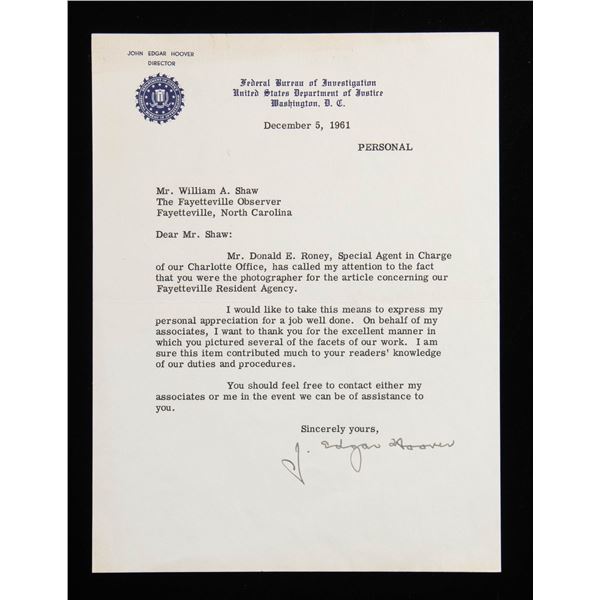 JOHN EDGAR HOOVER
DIRECTOR
Federal Bureau of Investigation
United States Department of Justice
Washington, D. C.
December 5, 1961
PERSONAL
Mr. William A. Shaw
The Fayetteville Observer
Fayetteville, North Carolina
Dear Mr. Shaw:
Mr. Donald E. Roney, Special Agent in Charge
of our Charlotte Office, has called my attention to the fact
that you were the photographer for the article concerning our
Fayetteville Resident Agency.
I would like to take this means to express my
personal appreciation for a job well done. On behalf of my
associates, I want to thank you for the excellent manner in
which you pictured several of the facets of our work. I am
sure this item contributed much to your readers' knowledge
of our duties and procedures.
You should feel free to contact either my
associates or me in the event we can be of assistance to
you.
Sincerely yours,
J. Edgar Hoover